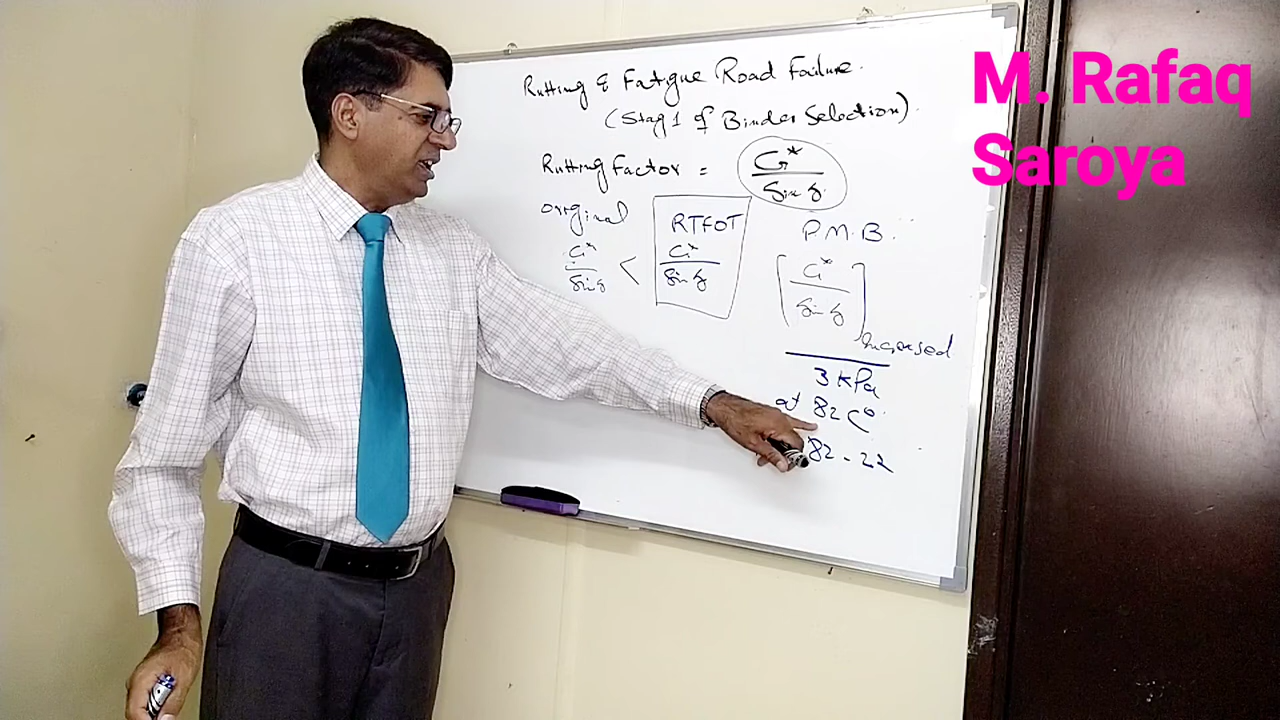 Rutting & Fatigue Road Failure.
(Stag 1 of Binder Selection)
Rutting Factor = G* / Sin δ
original
G* / Sin δ < RTFOT G* / Sin δ
P.M.B.
[G* / Sin δ] Increased
3 kPa
at 82 C°
82-22
M. Rafaq
Saroya